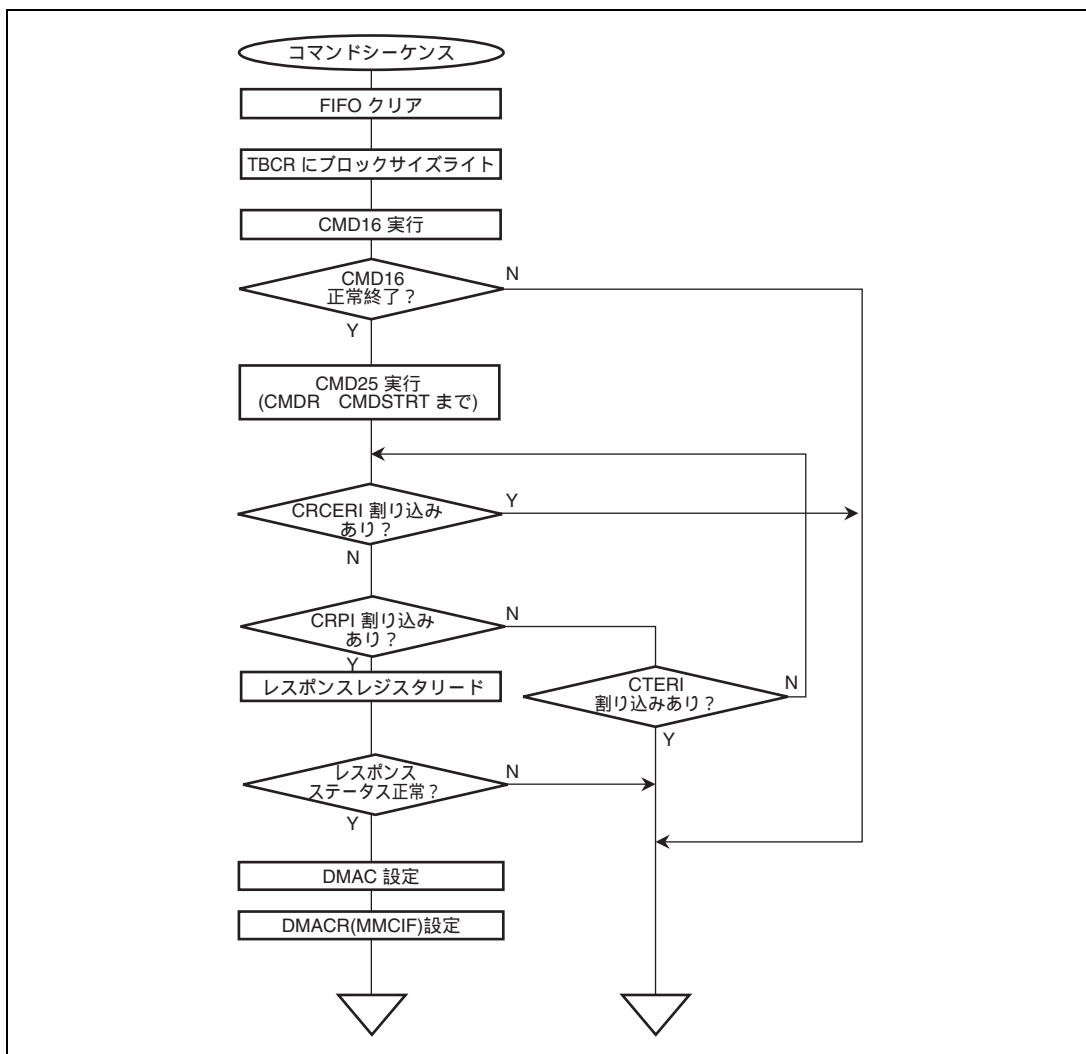 コマンドシーケンス
FIFO クリア
TBCR にブロックサイズライト
CMD16 実行
CMD16
正常終了？
N
Y
CMD25 実行
(CMDR　CMDSTRT まで)
CRCERI 割り込み
あり？
Y
N
CRPI 割り込み
あり？
N
Y
レスポンスレジスタリード
CTERI
割り込みあり？
N
Y
レスポンス
ステータス正常？
N
Y
DMAC 設定
DMACR(MMCIF)設定